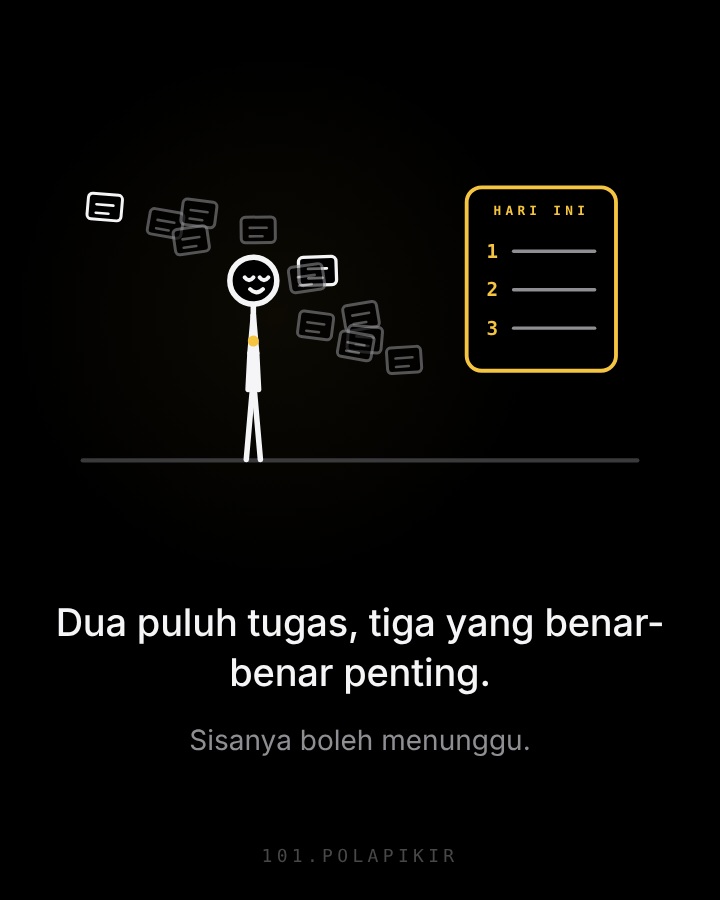 HARI INI
1
2
3
Dua puluh tugas, tiga yang benar-
benar penting.
Sisanya boleh menunggu.
101.POLAPIKIR